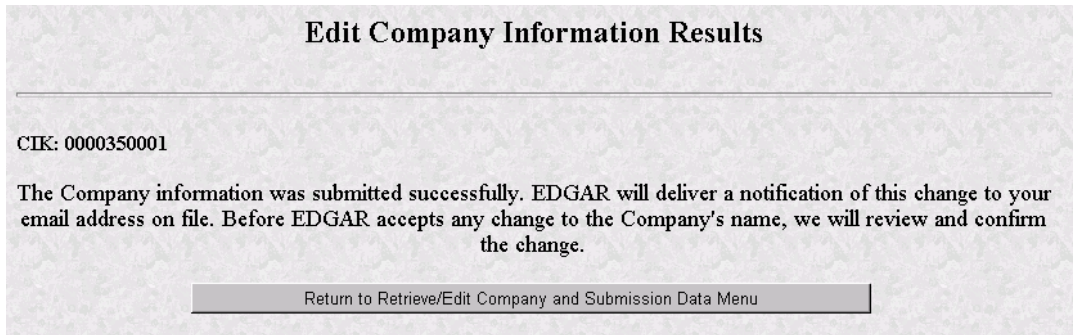 Edit Company Information Results
CIK: 0000350001
The Company information was submitted successfully. EDGAR will deliver a notification of this change to your
email address on file. Before EDGAR accepts any change to the Company's name, we will review and confirm
the change.
Return to Retrieve/Edit Company and Submission Data Menu